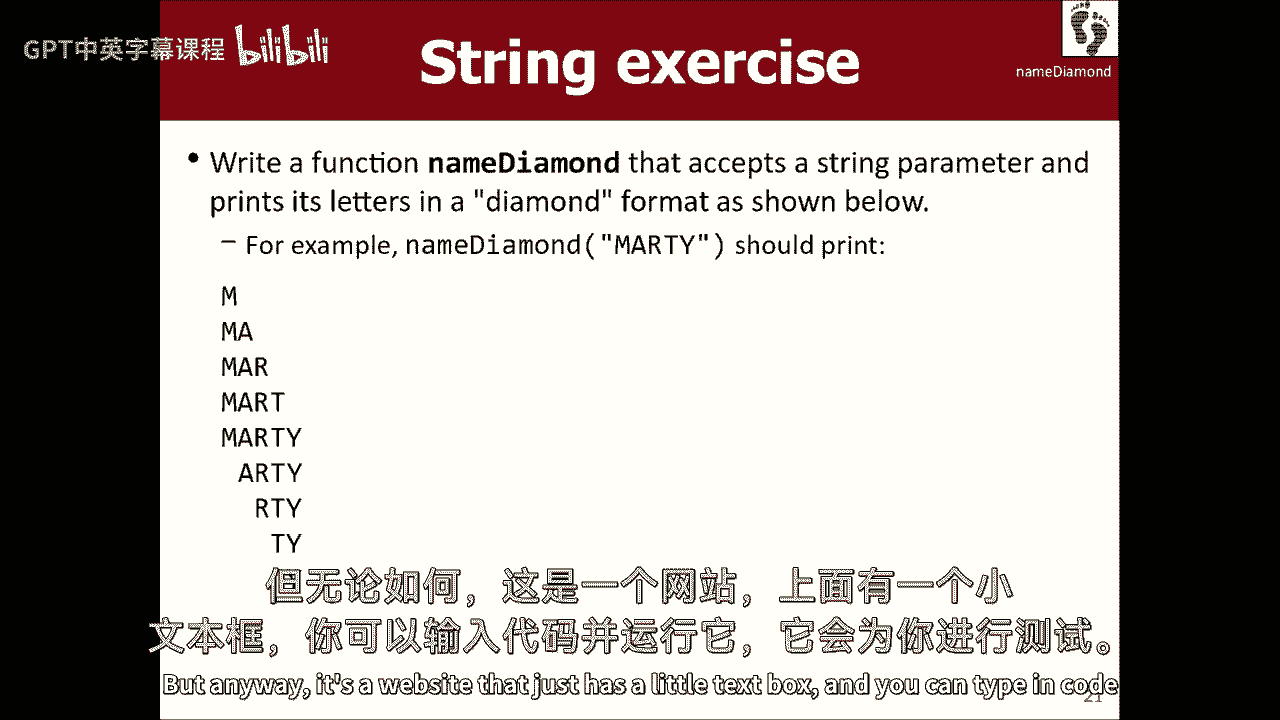 GPT中英字幕课程 bilibili
String exercise
nameDiamond
• Write a function nameDiamond that accepts a string parameter and
prints its letters in a "diamond" format as shown below.
– For example, nameDiamond("MARTY") should print:
M
MA
MAR
MART
MARTY
 ARTY
  RTY
   TY
但无论如何，这是一个网站，上面有一个小
文本框，你可以输入代码并运行它，它会为你进行测试。
But anyway, it's a website that just has a little text box, and you can type in code
21